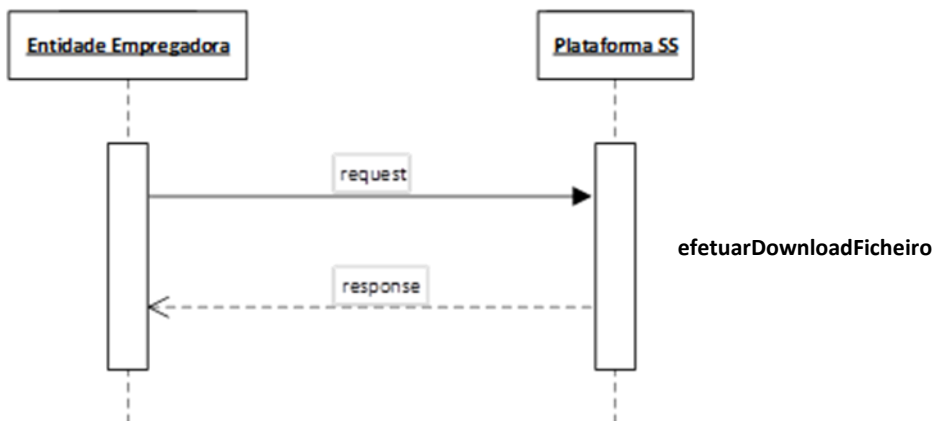 Entidade Empregadora
Plataforma SS
request
efetuarDownloadFicheiro
response